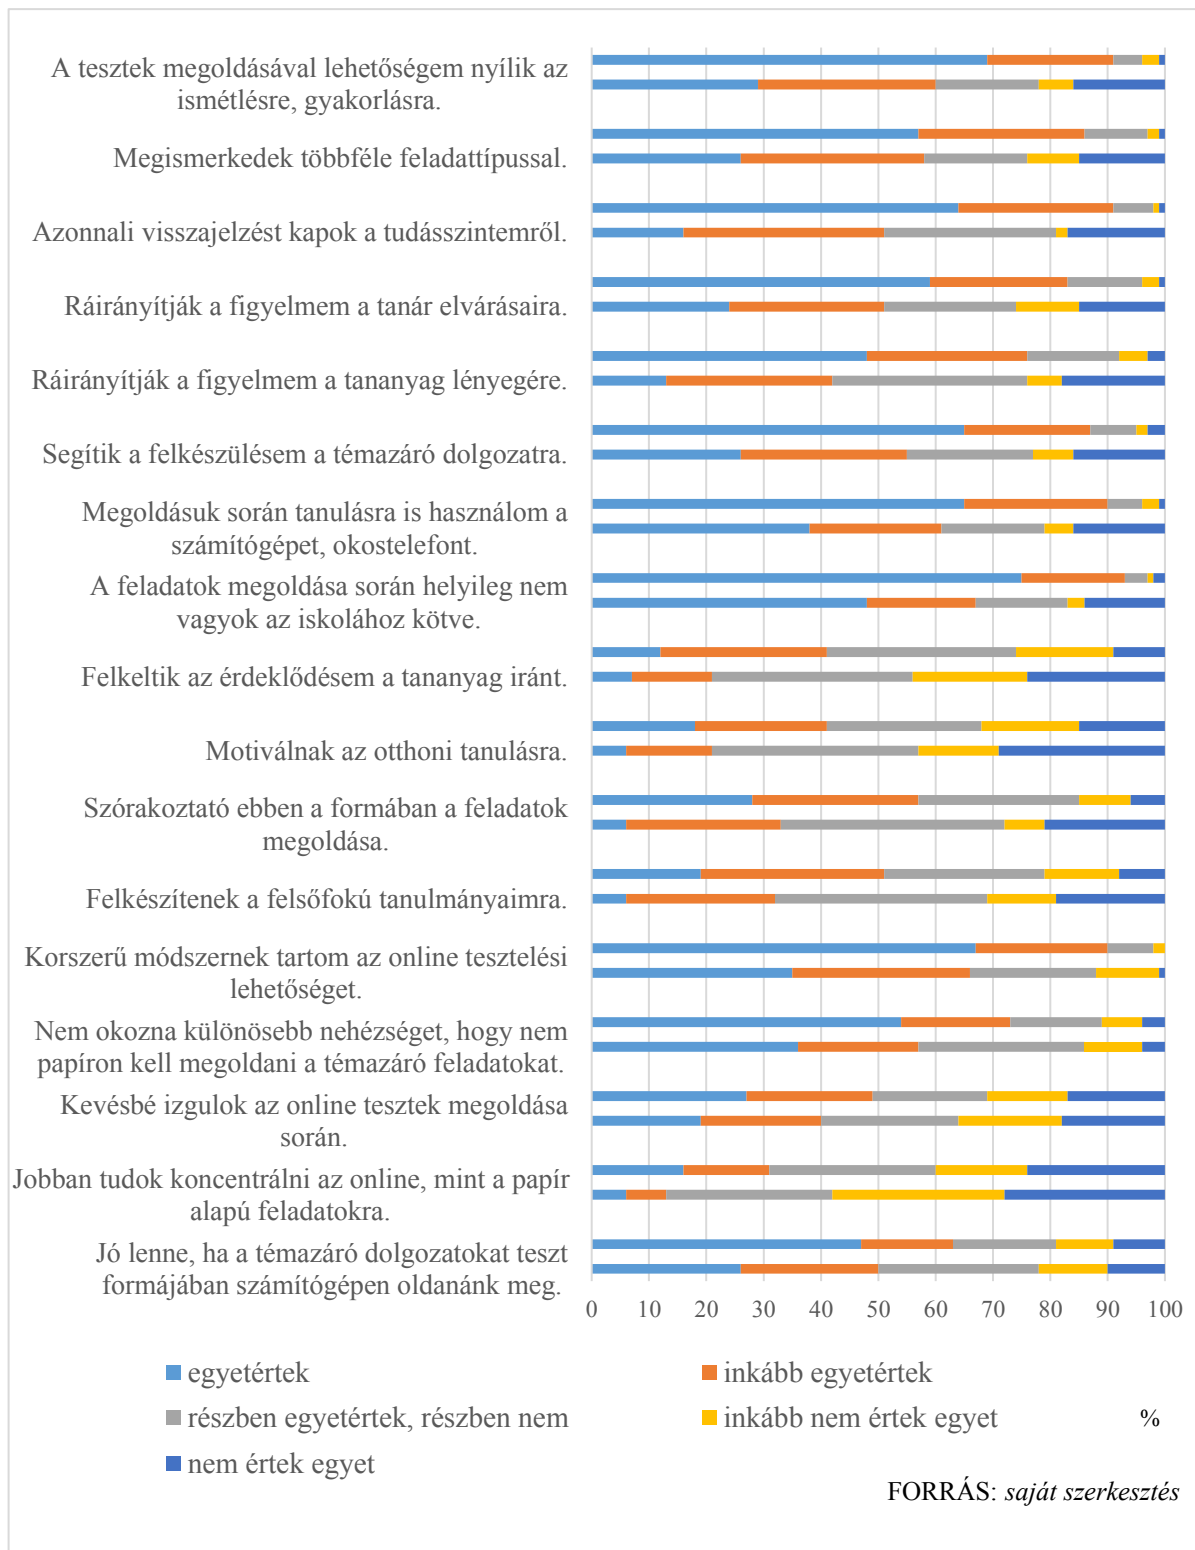 A tesztek megoldásával lehetőségem nyílik az
ismétlésre, gyakorlásra.
Megismerkedek többféle feladattípussal.
Azonnali visszajelzést kapok a tudásszintemről.
Ráirányítják a figyelmem a tanár elvárásaira.
Ráirányítják a figyelmem a tananyag lényegére.
Segítik a felkészülésem a témazáró dolgozatra.
Megoldásuk során tanulásra is használom a
számítógépet, okostelefont.
A feladatok megoldása során helyileg nem
vagyok az iskolához kötve.
Felkeltik az érdeklődésem a tananyag iránt.
Motiválnak az otthoni tanulásra.
Szórakoztató ebben a formában a feladatok
megoldása.
Felkészítenek a felsőfokú tanulmányaimra.
Korszerű módszernek tartom az online tesztelési
lehetőséget.
Nem okozna különösebb nehézséget, hogy nem
papíron kell megoldani a témazáró feladatokat.
Kevésbé izgulok az online tesztek megoldása
során.
Jobban tudok koncentrálni az online, mint a papír
alapú feladatokra.
Jó lenne, ha a témazáró dolgozatokat teszt
formájában számítógépen oldanánk meg.
0 10 20 30 40 50 60 70 80 90 100
egyetértek inkább egyetértek
részben egyetértek, részben nem inkább nem értek egyet %
nem értek egyet
FORRÁS: saját szerkesztés